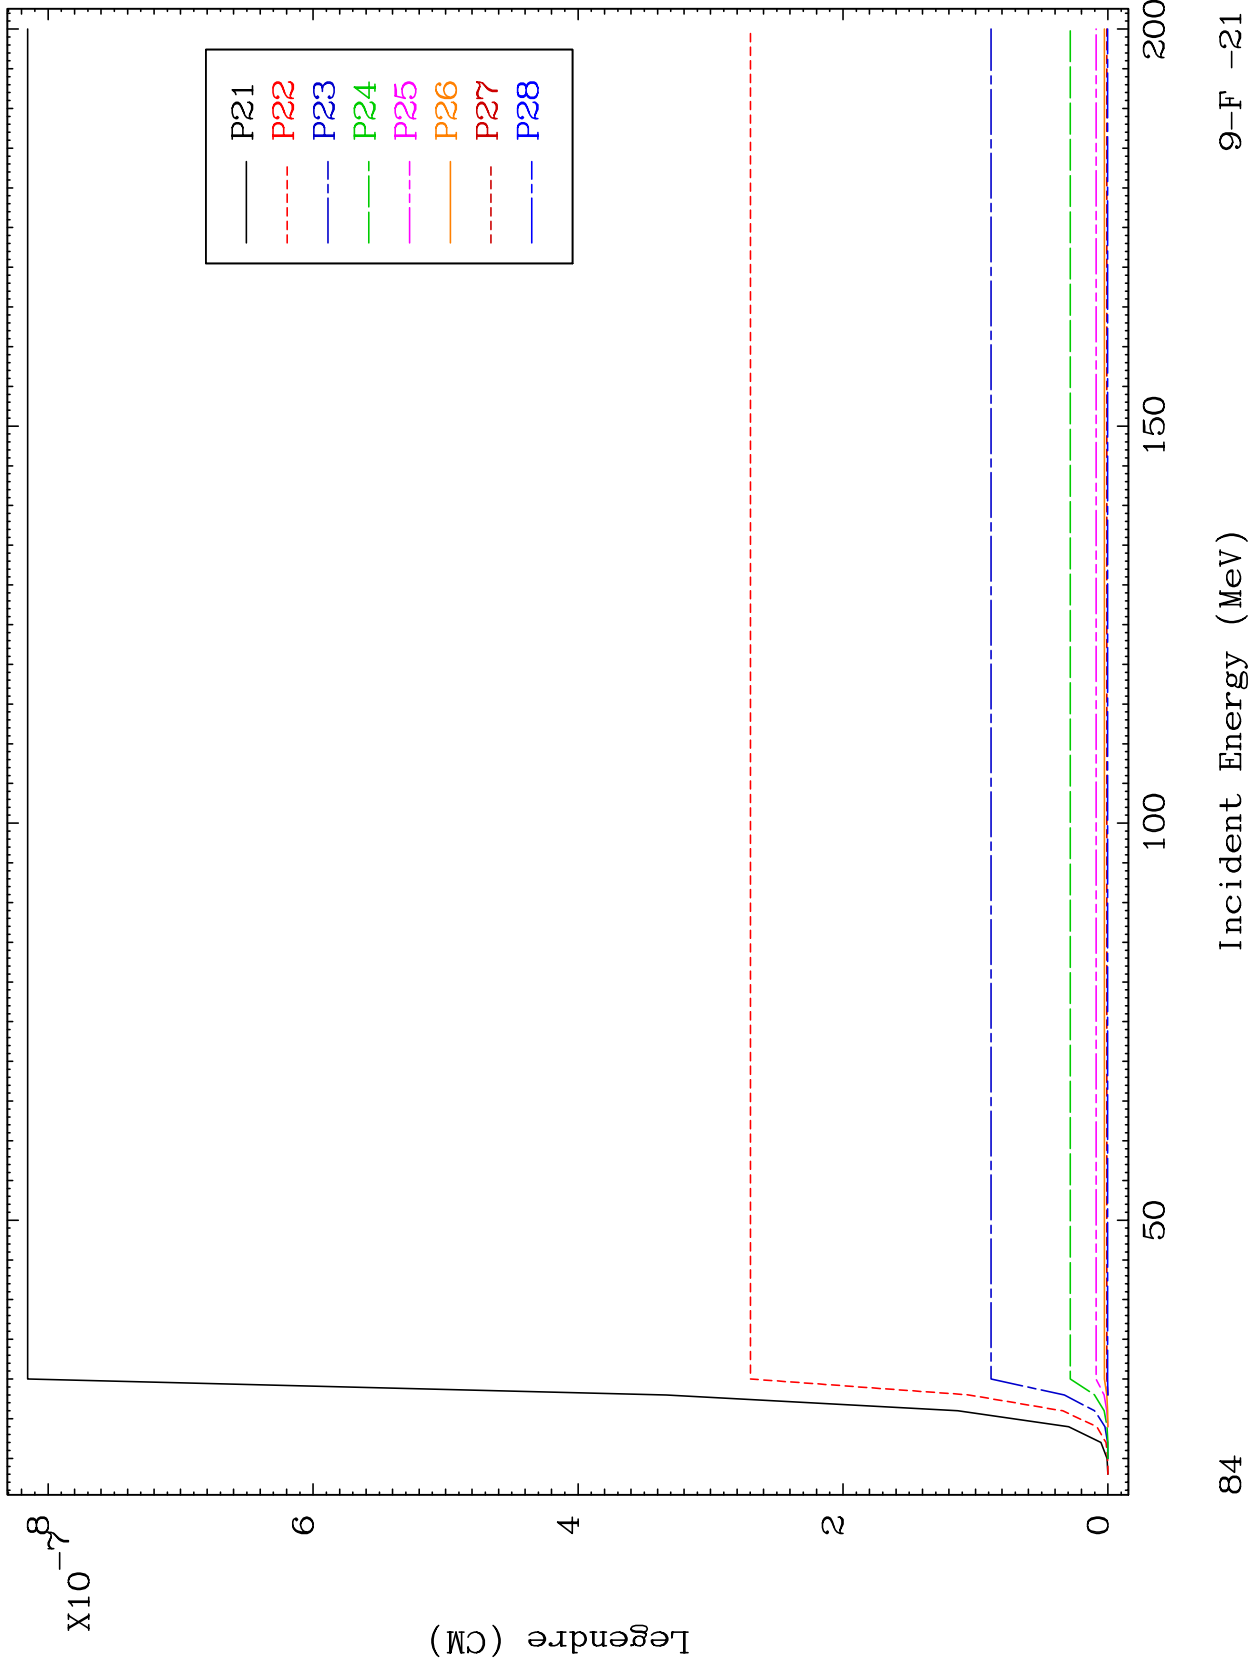 X10⁻⁷
8
6
4
2
0
Legendre (CM)
P21
P22
P23
P24
P25
P26
P27
P28
50
100
150
200
Incident Energy (MeV)
84
9-F -21